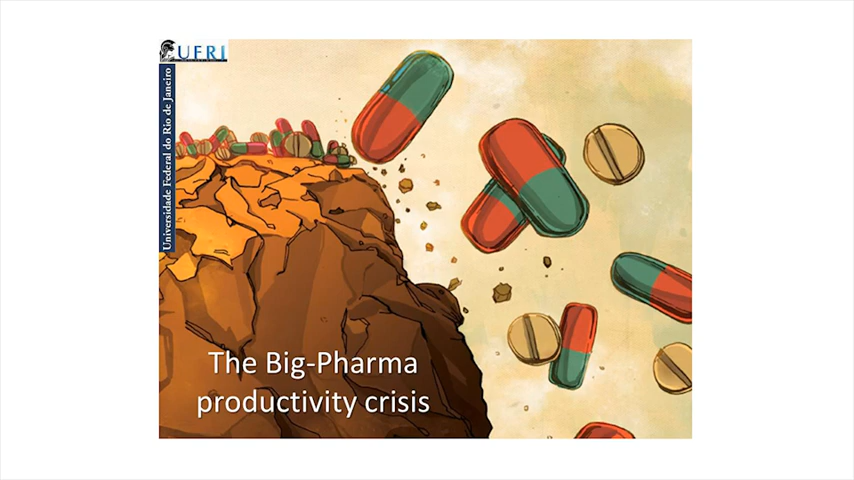 UFRJ
Universidade Federal do Rio de Janeiro
The Big-Pharma
productivity crisis